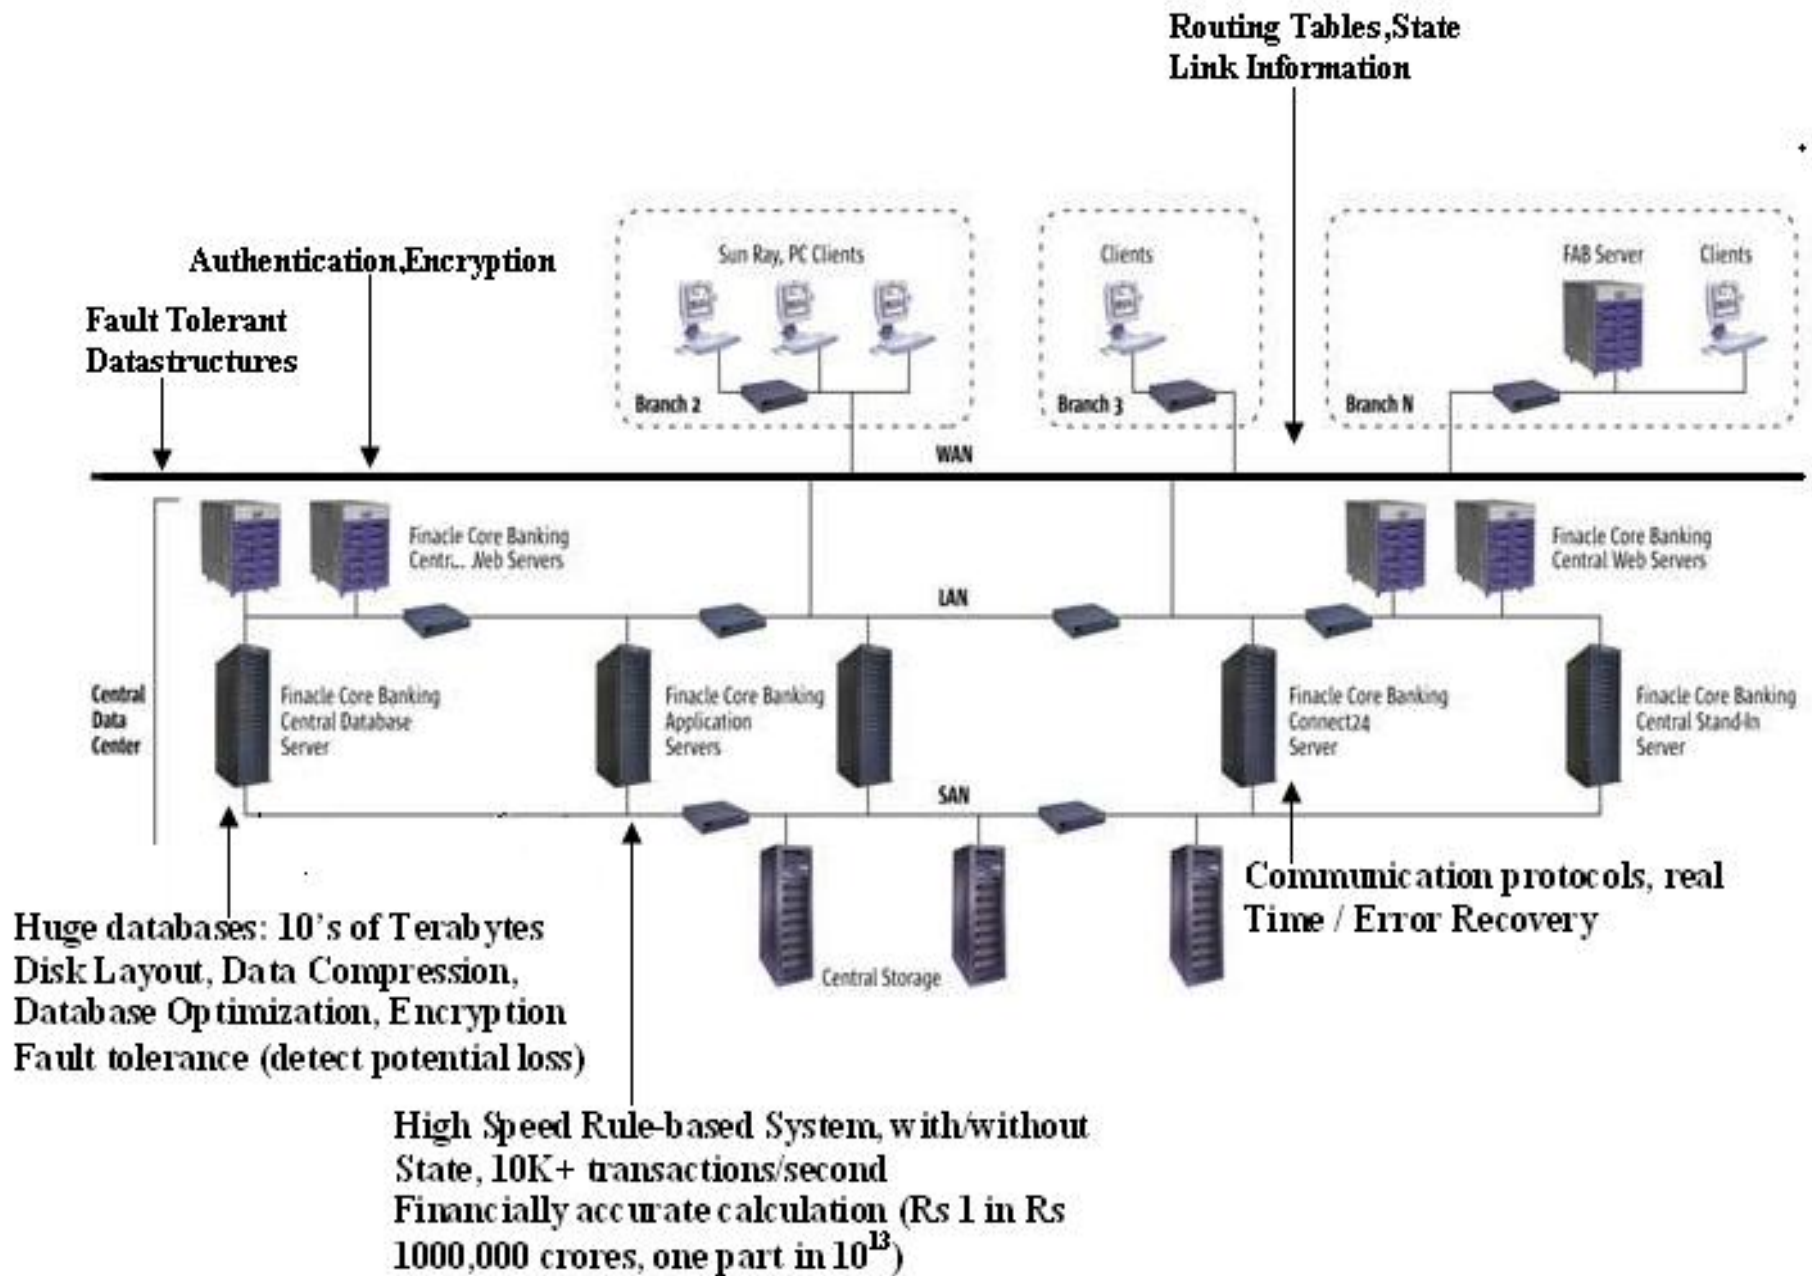 Routing Tables,State
Link Information
Authentication,Encryption
Fault Tolerant
Datastructures
Sun Ray, PC Clients
Clients
FAB Server
Clients
Branch 2
Branch 3
Branch N
WAN
Finacle Core Banking
Centr... Web Servers
Finacle Core Banking
Central Web Servers
LAN
Central
Data
Center
Finacle Core Banking
Central Database
Server
Finacle Core Banking
Application
Servers
Finacle Core Banking
Connect24
Server
Finacle Core Banking
Central Stand-In
Server
SAN
Central Storage
Communication protocols, real
Time / Error Recovery
Huge databases: 10's of Terabytes
Disk Layout, Data Compression,
Database Optimization, Encryption
Fault tolerance (detect potential loss)
High Speed Rule-based System, with/without
State, 10K+ transactions/second
Financially accurate calculation (Rs 1 in Rs
1000,000 crores, one part in 10¹³)